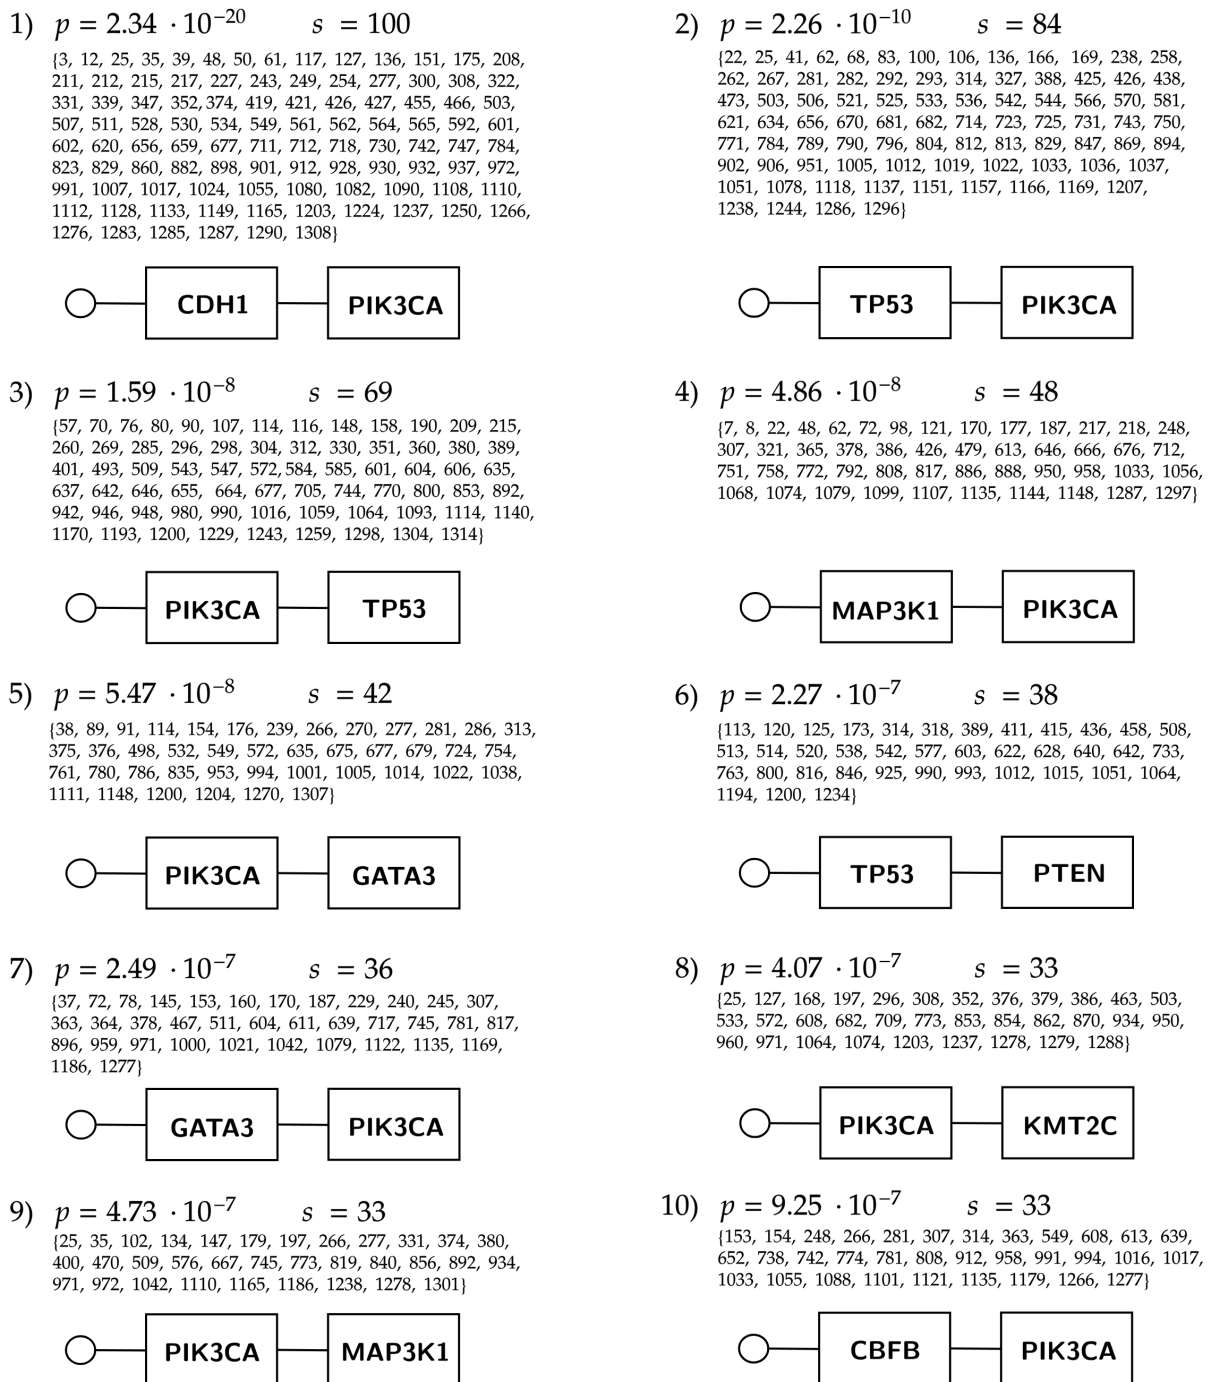 1) p = 2.34 · 10^−20 s = 100
{3, 12, 25, 35, 39, 48, 50, 61, 117, 127, 136, 151, 175, 208,
211, 212, 215, 217, 227, 243, 249, 254, 277, 300, 308, 322,
331, 339, 347, 352, 374, 419, 421, 426, 427, 455, 466, 503,
507, 511, 528, 530, 534, 549, 561, 562, 564, 565, 592, 601,
602, 620, 656, 659, 677, 711, 712, 718, 730, 742, 747, 784,
823, 829, 860, 882, 898, 901, 912, 928, 930, 932, 937, 972,
991, 1007, 1017, 1024, 1055, 1080, 1082, 1090, 1108, 1110,
1112, 1128, 1133, 1149, 1165, 1203, 1224, 1237, 1250, 1266,
1276, 1283, 1285, 1287, 1290, 1308}
CDH1 PIK3CA
2) p = 2.26 · 10^−10 s = 84
{22, 25, 41, 62, 68, 83, 100, 106, 136, 166, 169, 238, 258,
262, 267, 281, 282, 292, 293, 314, 327, 388, 425, 426, 438,
473, 503, 506, 521, 525, 533, 536, 542, 544, 566, 570, 581,
621, 634, 656, 670, 681, 682, 714, 723, 725, 731, 743, 750,
771, 784, 789, 790, 796, 804, 812, 813, 829, 847, 869, 894,
902, 906, 951, 1005, 1012, 1019, 1022, 1033, 1036, 1037,
1051, 1078, 1118, 1137, 1151, 1157, 1166, 1169, 1207,
1238, 1244, 1286, 1296}
TP53 PIK3CA
3) p = 1.59 · 10^−8 s = 69
{57, 70, 76, 80, 90, 107, 114, 116, 148, 158, 190, 209, 215,
260, 269, 285, 296, 298, 304, 312, 330, 351, 360, 380, 389,
401, 493, 509, 543, 547, 572, 584, 585, 601, 604, 606, 635,
637, 642, 646, 655, 664, 677, 705, 744, 770, 800, 853, 892,
942, 946, 948, 980, 990, 1016, 1059, 1064, 1093, 1114, 1140,
1170, 1193, 1200, 1229, 1243, 1259, 1298, 1304, 1314}
PIK3CA TP53
4) p = 4.86 · 10^−8 s = 48
{7, 8, 22, 48, 62, 72, 98, 121, 170, 177, 187, 217, 218, 248,
307, 321, 365, 378, 386, 426, 479, 613, 646, 666, 676, 712,
751, 758, 772, 792, 808, 817, 886, 888, 950, 958, 1033, 1056,
1068, 1074, 1079, 1099, 1107, 1135, 1144, 1148, 1287, 1297}
MAP3K1 PIK3CA
5) p = 5.47 · 10^−8 s = 42
{38, 89, 91, 114, 154, 176, 239, 266, 270, 277, 281, 286, 313,
375, 376, 498, 532, 549, 572, 635, 675, 677, 679, 724, 754,
761, 780, 786, 835, 953, 994, 1001, 1005, 1014, 1022, 1038,
1111, 1148, 1200, 1204, 1270, 1307}
PIK3CA GATA3
6) p = 2.27 · 10^−7 s = 38
{113, 120, 125, 173, 314, 318, 389, 411, 415, 436, 458, 508,
513, 514, 520, 538, 542, 577, 603, 622, 628, 640, 642, 733,
763, 800, 816, 846, 925, 990, 993, 1012, 1015, 1051, 1064,
1194, 1200, 1234}
TP53 PTEN
7) p = 2.49 · 10^−7 s = 36
{37, 72, 78, 145, 153, 160, 170, 187, 229, 240, 245, 307,
363, 364, 378, 467, 511, 604, 611, 639, 717, 745, 781, 817,
896, 959, 971, 1000, 1021, 1042, 1079, 1122, 1135, 1169,
1186, 1277}
GATA3 PIK3CA
8) p = 4.07 · 10^−7 s = 33
{25, 127, 168, 197, 296, 308, 352, 376, 379, 386, 463, 503,
533, 572, 608, 682, 709, 773, 853, 854, 862, 870, 934, 950,
960, 971, 1064, 1074, 1203, 1237, 1278, 1279, 1288}
PIK3CA KMT2C
9) p = 4.73 · 10^−7 s = 33
{25, 35, 102, 134, 147, 179, 197, 266, 277, 331, 374, 380,
400, 470, 509, 576, 667, 745, 773, 819, 840, 856, 892, 934,
971, 972, 1042, 1110, 1165, 1186, 1238, 1278, 1301}
PIK3CA MAP3K1
10) p = 9.25 · 10^−7 s = 33
{153, 154, 248, 266, 281, 307, 314, 363, 549, 608, 613, 639,
652, 738, 742, 774, 781, 808, 912, 958, 991, 994, 1016, 1017,
1033, 1055, 1088, 1101, 1121, 1135, 1179, 1266, 1277}
CBFB PIK3CA